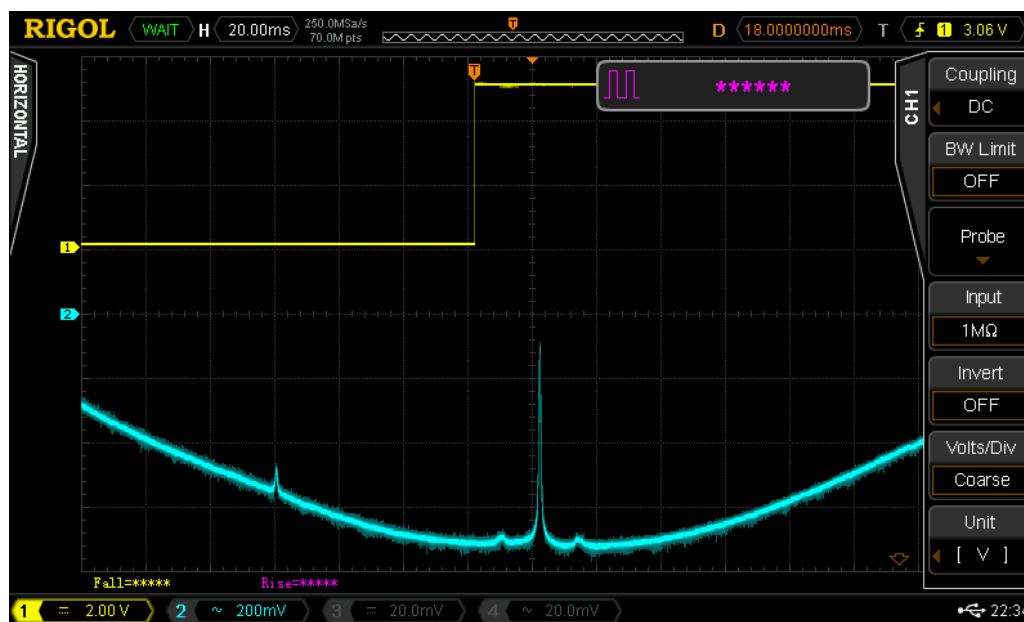 RIGOL WAIT H 20.00ms 250.0MSa/s 70.0M pts D 18.0000000ms T 1 3.06 V
HORIZONTAL
T
T
******
CH1
Coupling
DC
BW Limit
OFF
Probe
Input
1MΩ
Invert
OFF
Volts/Div
Coarse
Unit
[ V ]
1
2
Fall=***** Rise=*****
1 = 2.00 V 2 ~ 200mV 3 = 20.0mV 4 ~ 20.0mV